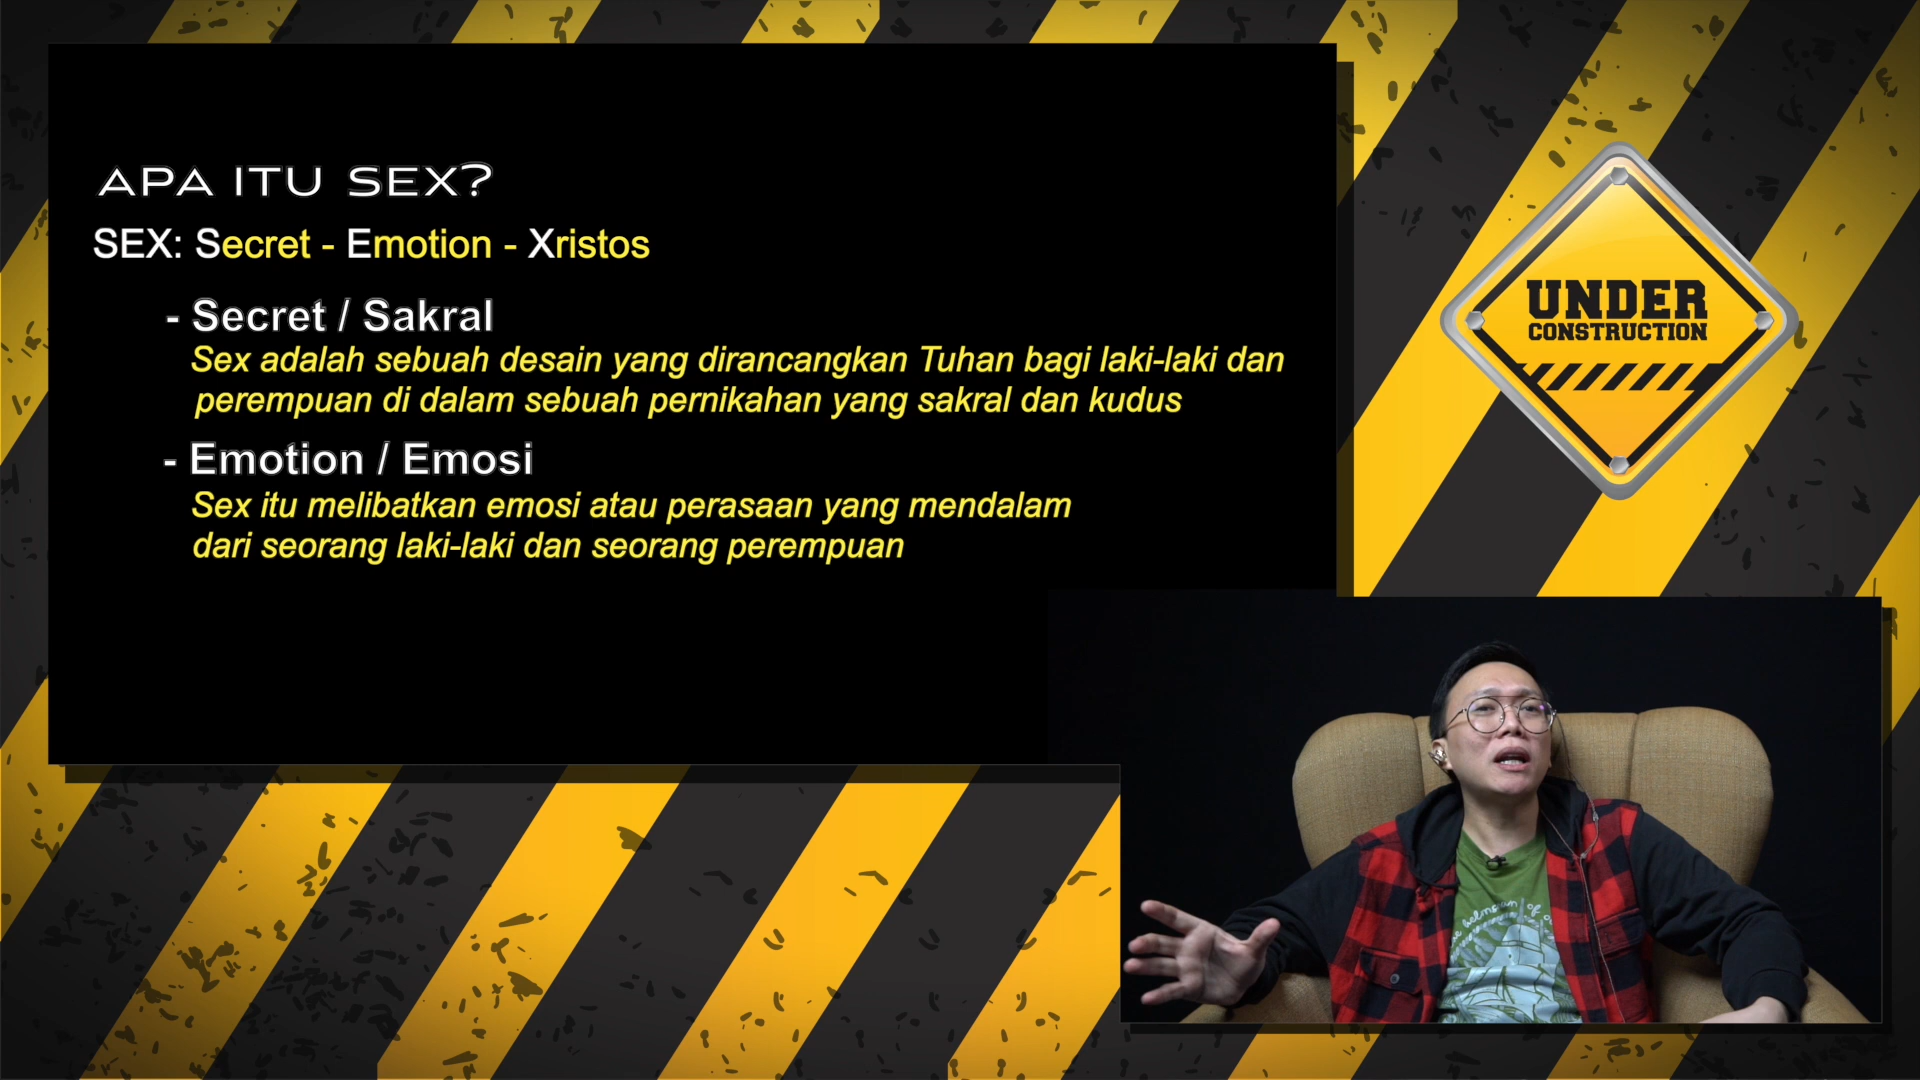 APA ITU SEX?
SEX: Secret - Emotion - Xristos
- Secret / Sakral
Sex adalah sebuah desain yang dirancangkan Tuhan bagi laki-laki dan
perempuan di dalam sebuah pernikahan yang sakral dan kudus
- Emotion / Emosi
Sex itu melibatkan emosi atau perasaan yang mendalam
dari seorang laki-laki dan seorang perempuan
UNDER
CONSTRUCTION